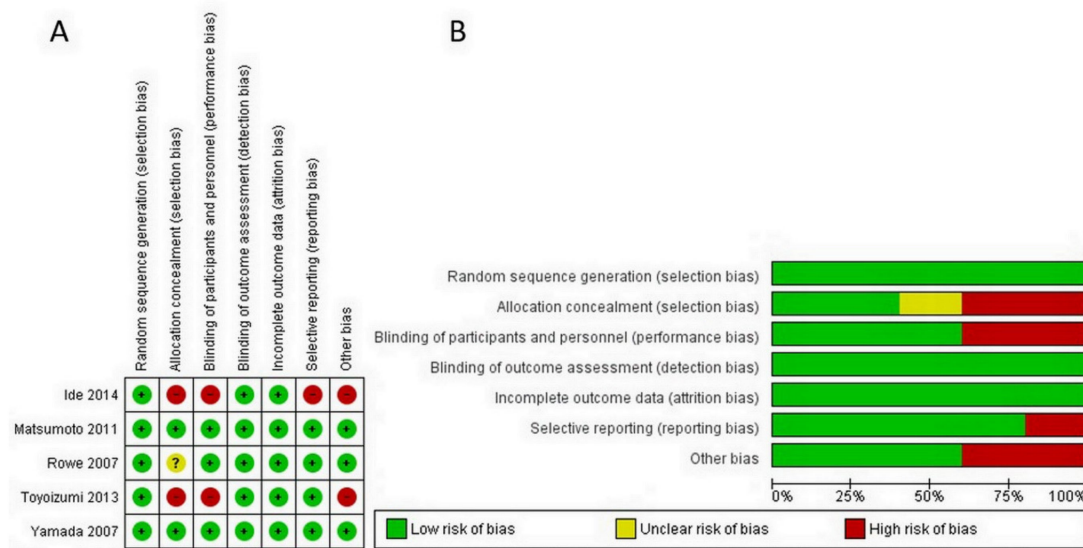 A
B
Random sequence generation (selection bias)
Allocation concealment (selection bias)
Blinding of participants and personnel (performance bias)
Blinding of outcome assessment (detection bias)
Incomplete outcome data (attrition bias)
Selective reporting (reporting bias)
Other bias
Ide 2014 + - - + + - -
Matsumoto 2011 + + + + + + +
Rowe 2007 + ? + + + + +
Toyoizumi 2013 + - - + + + -
Yamada 2007 + + + + + + +
Random sequence generation (selection bias)
Allocation concealment (selection bias)
Blinding of participants and personnel (performance bias)
Blinding of outcome assessment (detection bias)
Incomplete outcome data (attrition bias)
Selective reporting (reporting bias)
Other bias
0% 25% 50% 75% 100%
Low risk of bias Unclear risk of bias High risk of bias